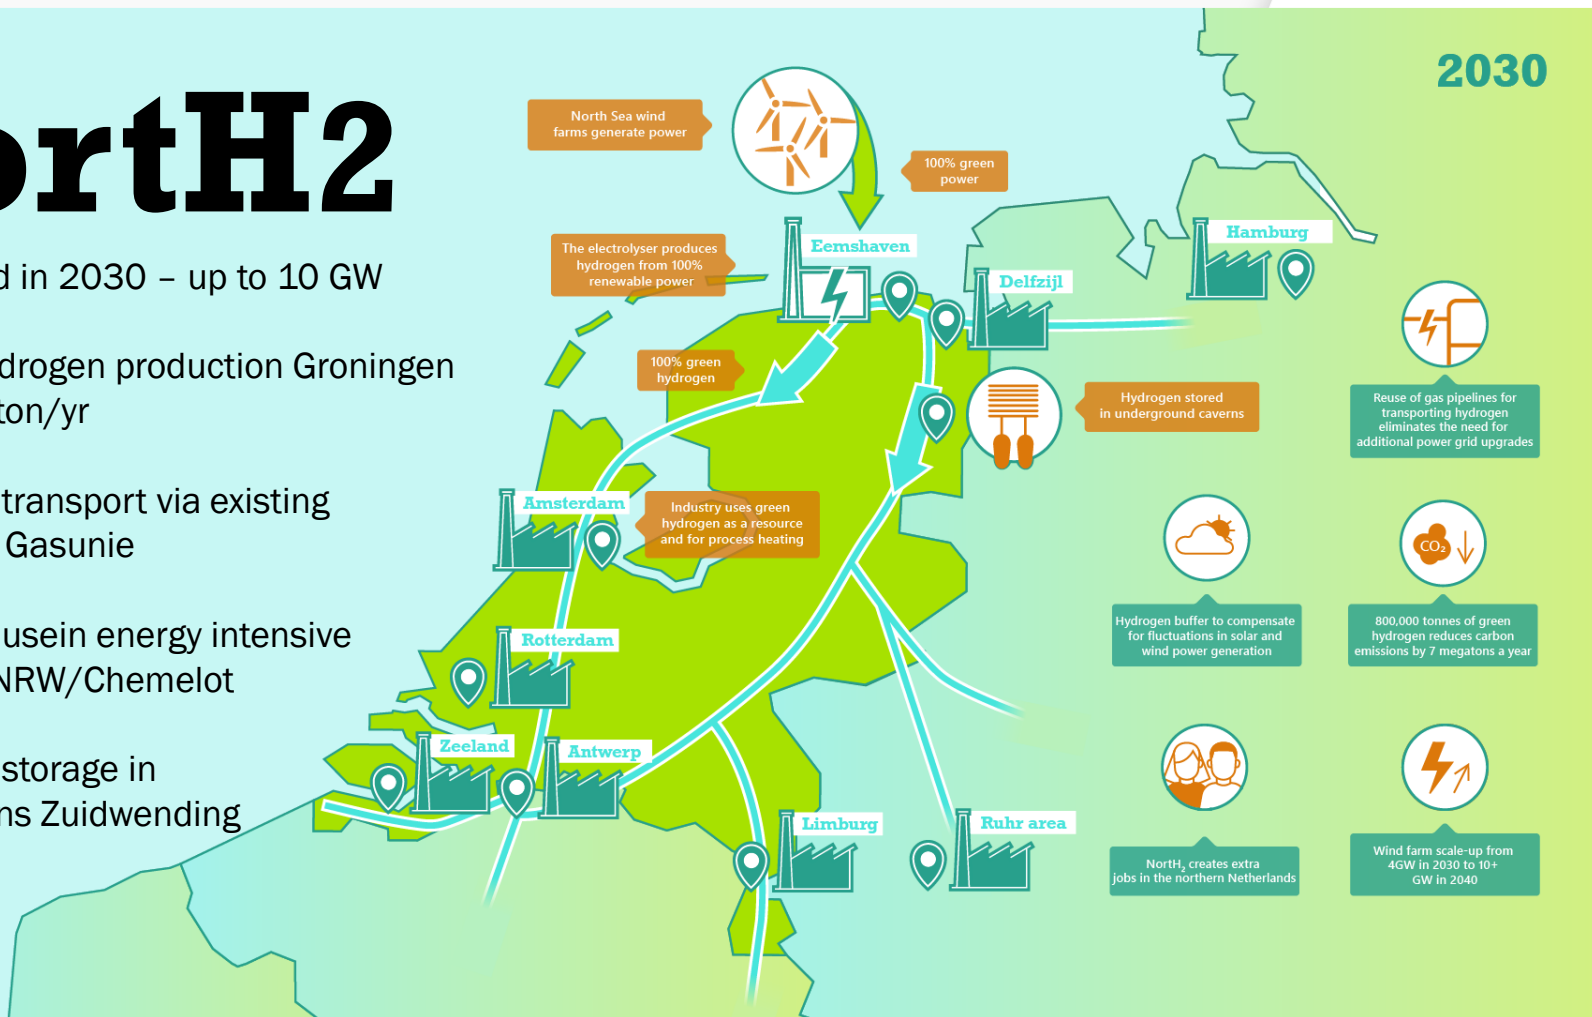 ortH2
d in 2030 – up to 10 GW
drogen production Groningen
ton/yr
transport via existing
Gasunie
usein energy intensive
NRW/Chemelot
storage in
ns Zuidwending
2030
North Sea wind
farms generate power
100% green
power
The electrolyser produces
hydrogen from 100%
renewable power
Eemshaven
Delfzijl
Hamburg
100% green
hydrogen
Hydrogen stored
in underground caverns
Amsterdam
Industry uses green
hydrogen as a resource
and for process heating
Rotterdam
Zeeland
Antwerp
Limburg
Ruhr area
Reuse of gas pipelines for
transporting hydrogen
eliminates the need for
additional power grid upgrades
Hydrogen buffer to compensate
for fluctuations in solar and
wind power generation
CO₂
800,000 tonnes of green
hydrogen reduces carbon
emissions by 7 megatons a year
NortH₂ creates extra
jobs in the northern Netherlands
Wind farm scale-up from
4GW in 2030 to 10+
GW in 2040